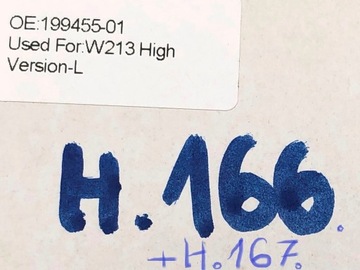 OE:199455-01
Used For:W213 High
Version-L
H.166.
+H.167.